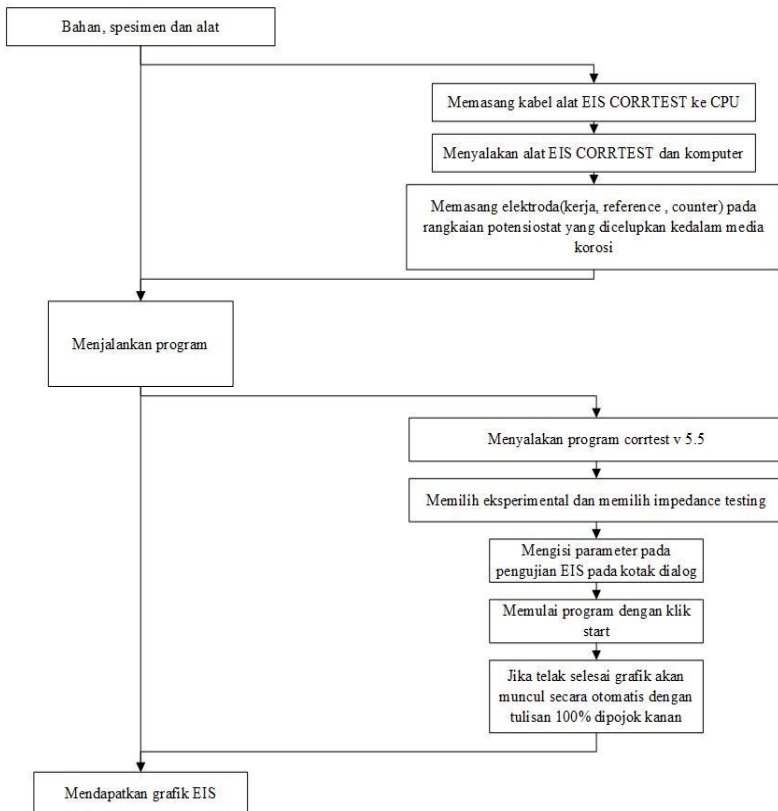 Bahan, spesimen dan alat
Memasang kabel alat EIS CORRTEST ke CPU
Menyalakan alat EIS CORRTEST dan komputer
Memasang elektroda(kerja, reference , counter) pada
rangkaian potensiostat yang dicelupkan kedalam media
korosi
Menjalankan program
Menyalakan program corrtest v 5.5
Memilih eksperimental dan memilih impedance testing
Mengisi parameter pada
pengujian EIS pada kotak dialog
Memulai program dengan klik
start
Jika telak selesai grafik akan
muncul secara otomatis dengan
tulisan 100% dipojok kanan
Mendapatkan grafik EIS